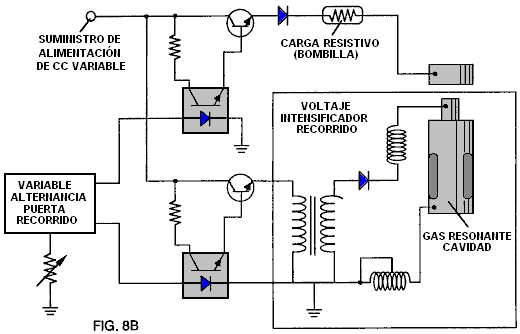 SUMINISTRO DE
ALIMENTACIÓN
DE CC VARIABLE
CARGA RESISTIVO
(BOMBILLA)
VOLTAJE
INTENSIFICADOR
RECORRIDO
VARIABLE
ALTERNANCIA
PUERTA
RECORRIDO
GAS RESONANTE
CAVIDAD
FIG. 8B